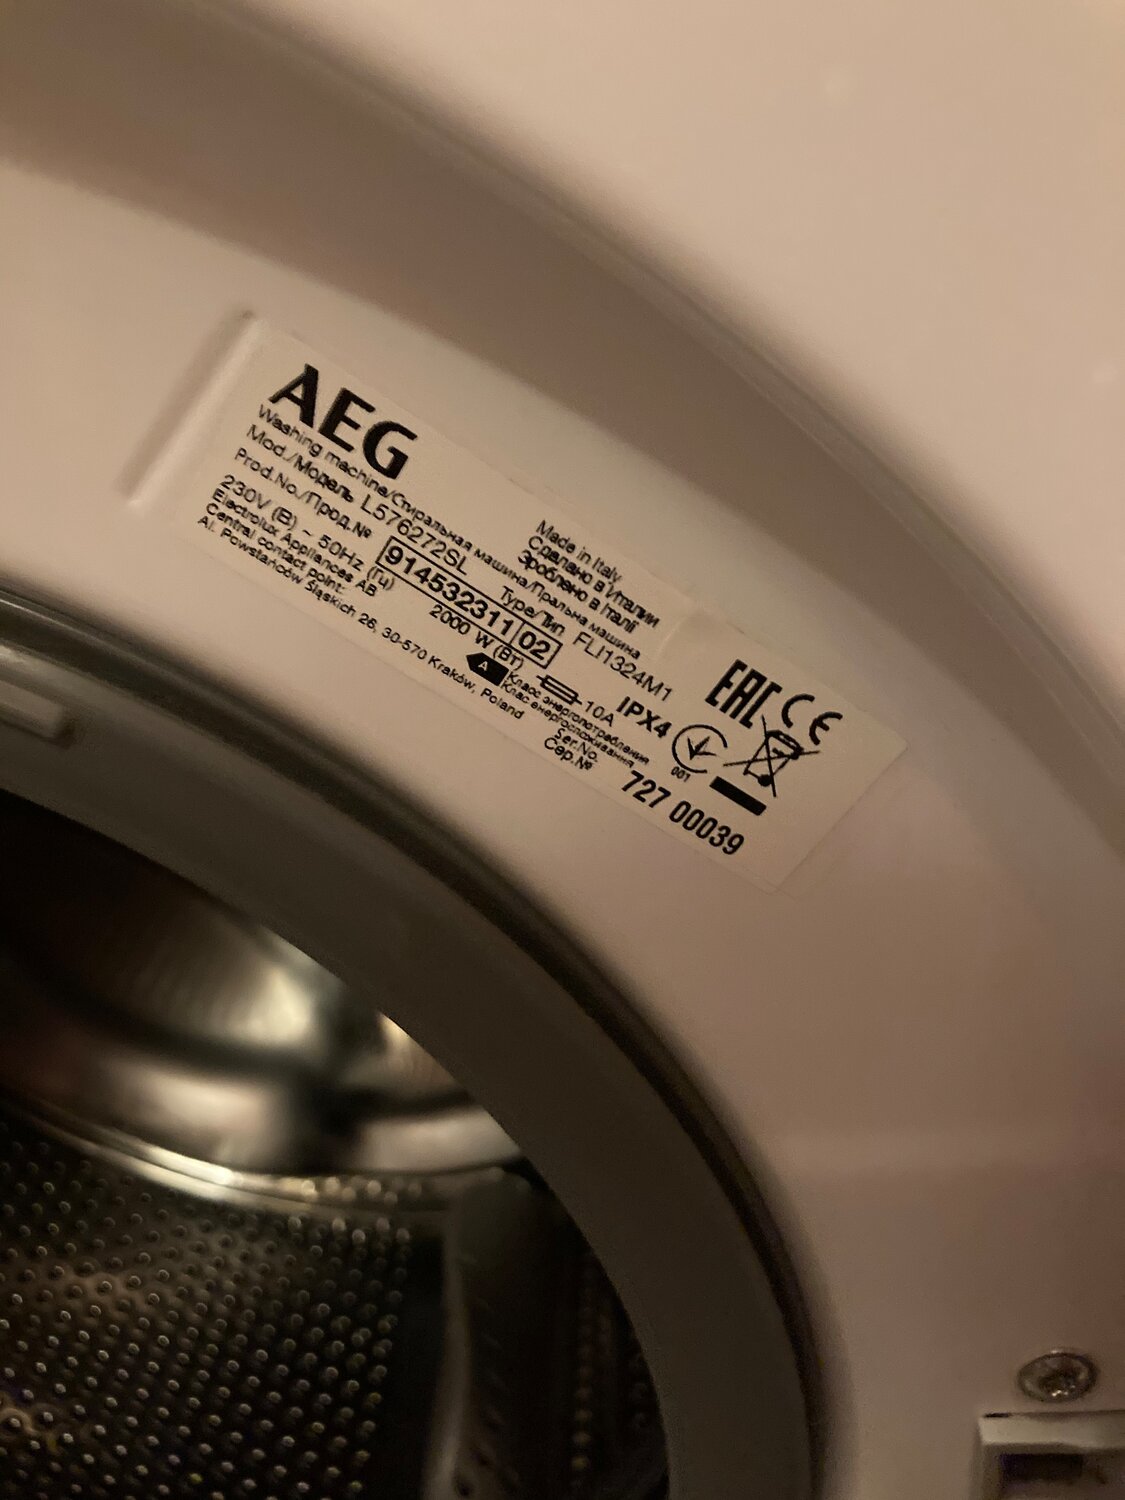 AEG
Washing machine/Стиральная машина/Пральна машина
Mod./Модель L576272SL Type/Тип FLI1324M1
Prod.No./Прод.№ 914532311 02
230V (В) ~ 50Hz (Гц) 2000 W (Вт) 10A IPX4
Electrolux Appliances AB
Central contact point:
Al. Powstańców Śląskich 26, 30-570 Kraków, Poland
Made in Italy
Сделано в Италии
Зроблено в Італії
A
Класс энергопотребления
Клас енергоспоживання
Ser.No.
Сер.№ 727 00039
EAC CE
001